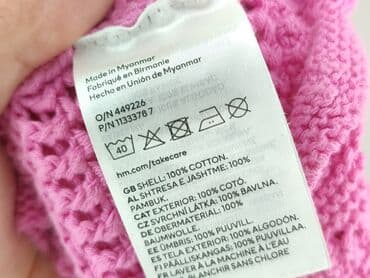 Made in Myanmar
Fabriqué en Birmanie
Hecho en Unión de Myanmar
O/N 449226
P/N 1133378 7
40
hm.com/takecare
GB SHELL: 100% COTTON.
AL SHTRESA E JASHTME: 100%
PAMBUK.
CAT EXTERIOR: 100% COTÓ.
CZ SVRCHNÍ LÁTKA: 100% BAVLNA.
DE OBERMATERIAL: 100%
BAUMWOLLE.
EE ÜMBRIS: 100% PUUVILL.
ES TELA EXTERIOR: 100% ALGODÓN.
FI PÄÄLLISKANGAS: 100% PUUVILLAA.
FR LAVER À LA MACHINE À L'EAU
BLANCHIR SANS CHLORE